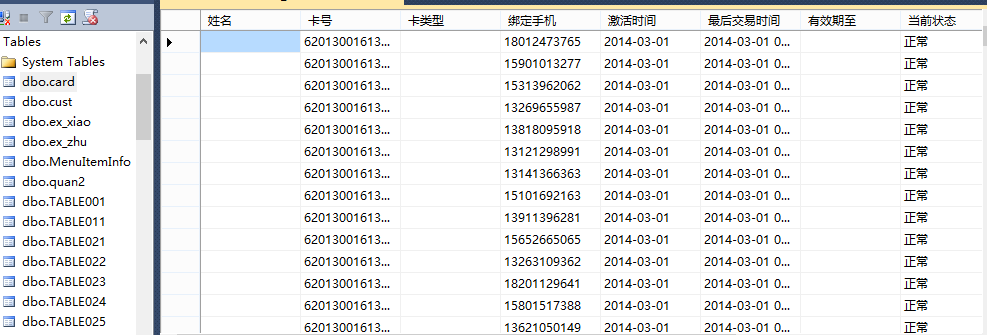 Tables
System Tables
dbo.card
dbo.cust
dbo.ex_xiao
dbo.ex_zhu
dbo.MenuItemInfo
dbo.quan2
dbo.TABLE001
dbo.TABLE011
dbo.TABLE021
dbo.TABLE022
dbo.TABLE023
dbo.TABLE024
dbo.TABLE025
姓名 卡号 卡类型 绑定手机 激活时间 最后交易时间 有效期至 当前状态
62013001613... 18012473765 2014-03-01 2014-03-01 0... 正常
62013001613... 15901013277 2014-03-01 2014-03-01 0... 正常
62013001613... 15313962062 2014-03-01 2014-03-01 0... 正常
62013001613... 13269655987 2014-03-01 2014-03-01 0... 正常
62013001613... 13818095918 2014-03-01 2014-03-01 0... 正常
62013001613... 13121298991 2014-03-01 2014-03-01 0... 正常
62013001613... 13141366363 2014-03-01 2014-03-01 0... 正常
62013001613... 15101692163 2014-03-01 2014-03-01 0... 正常
62013001613... 13911396281 2014-03-01 2014-03-01 0... 正常
62013001613... 15652665065 2014-03-01 2014-03-01 0... 正常
62013001613... 13263109362 2014-03-01 2014-03-01 0... 正常
62013001613... 18201129641 2014-03-01 2014-03-01 0... 正常
62013001613... 15801517388 2014-03-01 2014-03-01 0... 正常
62013001613... 13621050149 2014-03-01 2014-03-01 0... 正常